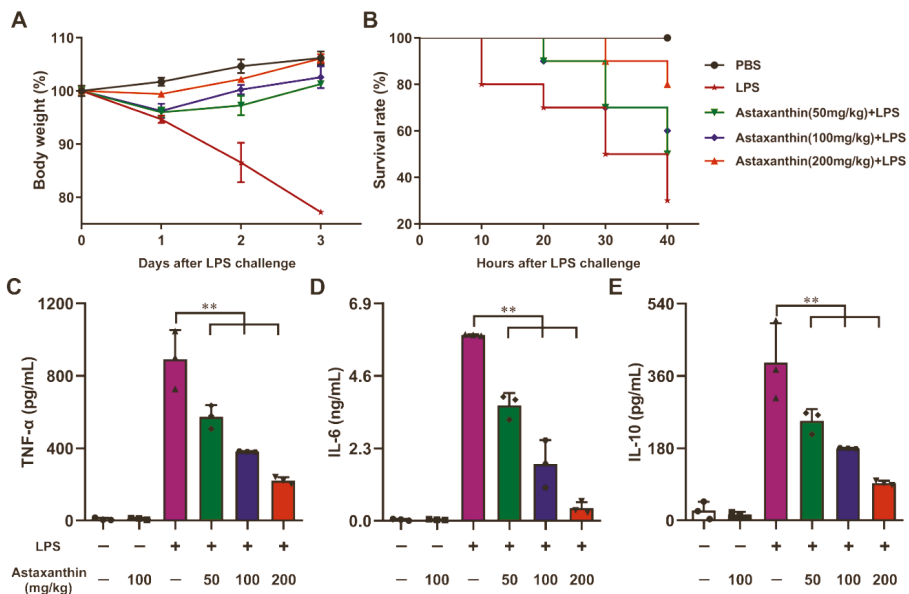 A
Body weight (%)
110
100
90
80
0
1
2
3
Days after LPS challenge
B
Survival rate (%)
100
80
60
40
20
0
10
20
30
40
Hours after LPS challenge
PBS
LPS
Astaxanthin(50mg/kg)+LPS
Astaxanthin(100mg/kg)+LPS
Astaxanthin(200mg/kg)+LPS
C
TNF-α (pg/mL)
1200
800
400
0
**
D
IL-6 (ng/mL)
6.9
4.6
2.3
0.0
**
E
IL-10 (pg/mL)
540
360
180
0
**
LPS — — + + + + — — + + + + — — + + + +
Astaxanthin — 100 — 50 100 200 — 100 — 50 100 200 — 100 — 50 100 200
(mg/kg)